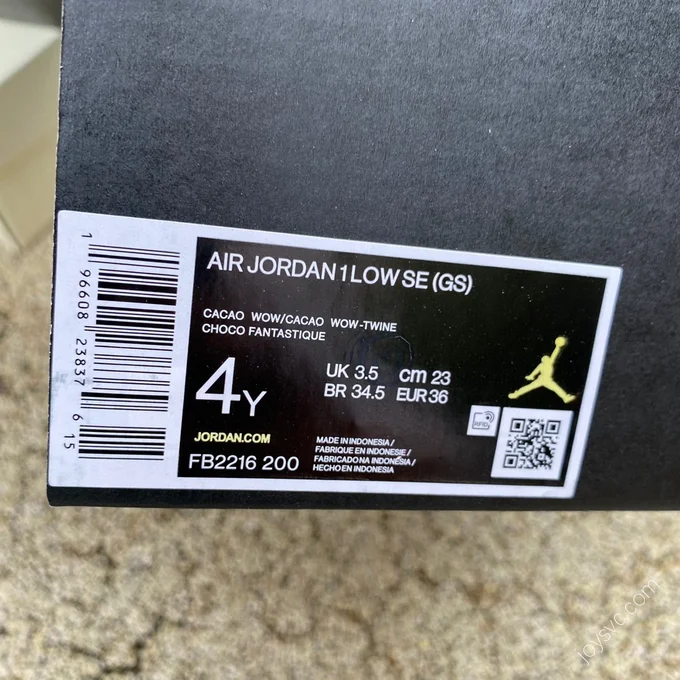 1 96608 23837 6 15
AIR JORDAN 1 LOW SE (GS)
CACAO WOW/CACAO WOW-TWINE
CHOCO FANTASTIQUE
4Y
UK 3.5 cm 23
BR 34.5 EUR 36
JORDAN.COM
FB2216 200
MADE IN INDONESIA /
FABRIQUE EN INDONESIE/
FABRICADO NA INDONÉSIA/
HECHO EN INDONESIA
RFID
joysvc.com